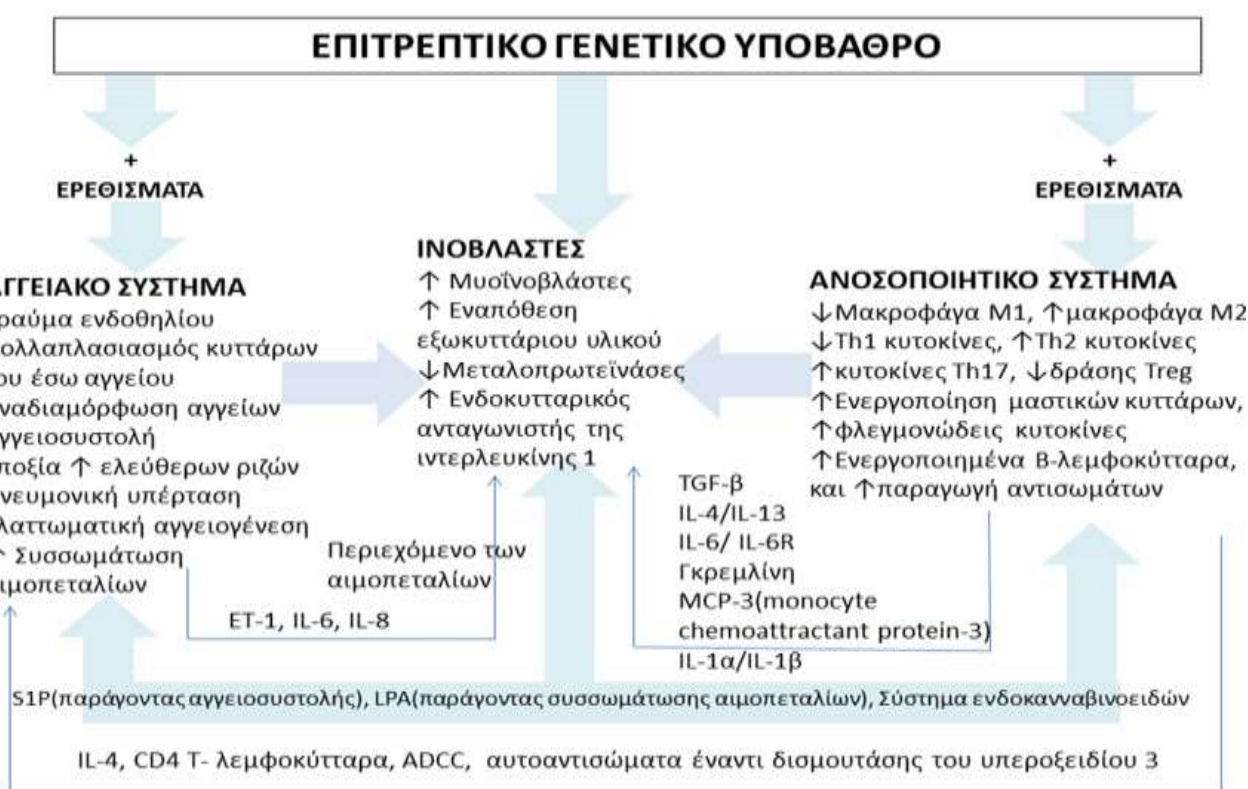 ΕΠΙΤΡΕΠΤΙΚΟ ΓΕΝΕΤΙΚΟ ΥΠΟΒΑΘΡΟ
+
ΕΡΕΘΙΣΜΑΤΑ
+
ΕΡΕΘΙΣΜΑΤΑ
ΓΓΕΙΑΚΟ ΣΥΣΤΗΜΑ
ραύμα ενδοθηλίου
ολλαπλασιασμός κυττάρων
ου έσω αγγείου
ναδιαμόρφωση αγγείων
γγειοσυστολή
ποξία ↑ ελεύθερων ριζών
νευμονική υπέρταση
λαττωματική αγγειογένεση
↑ Συσσωμάτωση
ιμοπεταλίων
ΙΝΟΒΛΑΣΤΕΣ
↑ Μυοϊνοβλάστες
↑ Εναπόθεση
εξωκυττάριου υλικού
↓Μεταλοπρωτεϊνάσες
↑ Ενδοκυτταρικός
ανταγωνιστής της
ιντερλευκίνης 1
ΑΝΟΣΟΠΟΙΗΤΙΚΟ ΣΥΣΤΗΜΑ
↓Μακροφάγα Μ1, ↑μακροφάγα Μ2
↓Th1 κυτοκίνες, ↑Th2 κυτοκίνες
↑κυτοκίνες Th17, ↓δράσης Treg
↑Ενεργοποίηση μαστικών κυττάρων,
↑φλεγμονώδεις κυτοκίνες
↑Ενεργοποιημένα Β-λεμφοκύτταρα,
και ↑παραγωγή αντισωμάτων
Περιεχόμενο των
αιμοπεταλίων
ET-1, IL-6, IL-8
TGF-β
IL-4/IL-13
IL-6/ IL-6R
Γκρεμλίνη
MCP-3(monocyte
chemoattractant protein-3)
IL-1α/IL-1β
S1P(παράγοντας αγγειοσυστολής), LPA(παράγοντας συσσωμάτωσης αιμοπεταλίων), Σύστημα ενδοκανναβινοειδών
IL-4, CD4 T- λεμφοκύτταρα, ADCC, αυτοαντισώματα έναντι δισμουτάσης του υπεροξειδίου 3